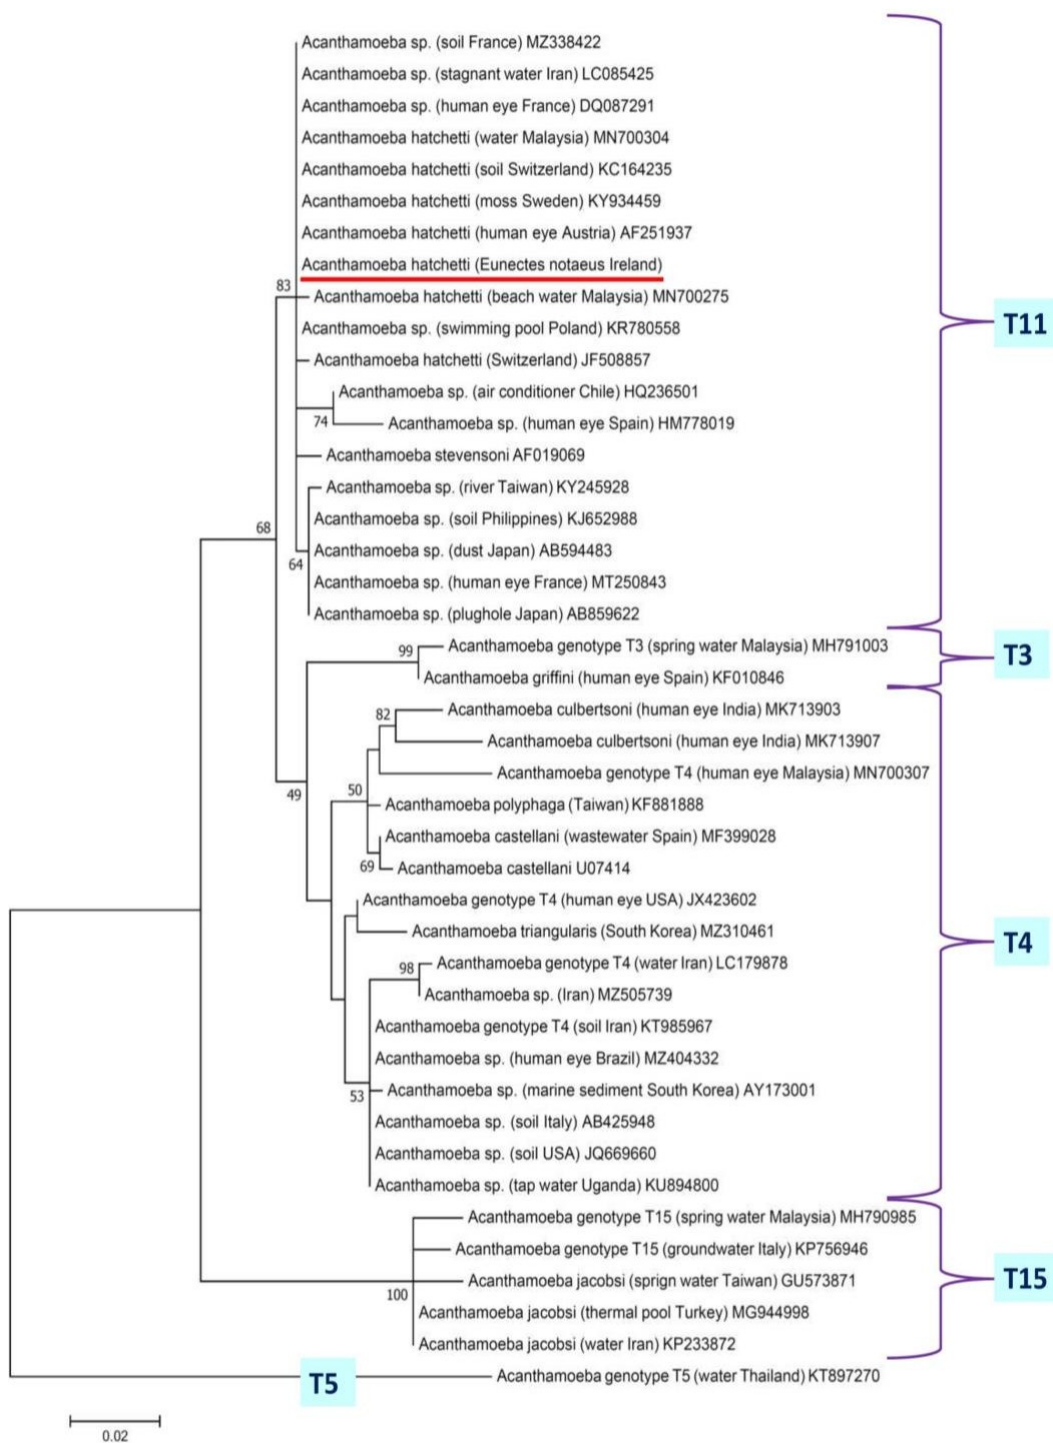 Acanthamoeba sp. (soil France) MZ338422
Acanthamoeba sp. (stagnant water Iran) LC085425
Acanthamoeba sp. (human eye France) DQ087291
Acanthamoeba hatchetti (water Malaysia) MN700304
Acanthamoeba hatchetti (soil Switzerland) KC164235
Acanthamoeba hatchetti (moss Sweden) KY934459
Acanthamoeba hatchetti (human eye Austria) AF251937
Acanthamoeba hatchetti (Eunectes notaeus Ireland)
83
Acanthamoeba hatchetti (beach water Malaysia) MN700275
T11
Acanthamoeba sp. (swimming pool Poland) KR780558
Acanthamoeba hatchetti (Switzerland) JF508857
Acanthamoeba sp. (air conditioner Chile) HQ236501
74
Acanthamoeba sp. (human eye Spain) HM778019
Acanthamoeba stevensoni AF019069
Acanthamoeba sp. (river Taiwan) KY245928
Acanthamoeba sp. (soil Philippines) KJ652988
68
Acanthamoeba sp. (dust Japan) AB594483
64
Acanthamoeba sp. (human eye France) MT250843
Acanthamoeba sp. (plughole Japan) AB859622
99
Acanthamoeba genotype T3 (spring water Malaysia) MH791003
T3
Acanthamoeba griffini (human eye Spain) KF010846
82
Acanthamoeba culbertsoni (human eye India) MK713903
Acanthamoeba culbertsoni (human eye India) MK713907
Acanthamoeba genotype T4 (human eye Malaysia) MN700307
49
50
Acanthamoeba polyphaga (Taiwan) KF881888
Acanthamoeba castellani (wastewater Spain) MF399028
69
Acanthamoeba castellani U07414
Acanthamoeba genotype T4 (human eye USA) JX423602
Acanthamoeba triangularis (South Korea) MZ310461
T4
98
Acanthamoeba genotype T4 (water Iran) LC179878
Acanthamoeba sp. (Iran) MZ505739
Acanthamoeba genotype T4 (soil Iran) KT985967
Acanthamoeba sp. (human eye Brazil) MZ404332
53
Acanthamoeba sp. (marine sediment South Korea) AY173001
Acanthamoeba sp. (soil Italy) AB425948
Acanthamoeba sp. (soil USA) JQ669660
Acanthamoeba sp. (tap water Uganda) KU894800
Acanthamoeba genotype T15 (spring water Malaysia) MH790985
Acanthamoeba genotype T15 (groundwater Italy) KP756946
Acanthamoeba jacobsi (sprign water Taiwan) GU573871
T15
100
Acanthamoeba jacobsi (thermal pool Turkey) MG944998
Acanthamoeba jacobsi (water Iran) KP233872
T5
Acanthamoeba genotype T5 (water Thailand) KT897270
0.02